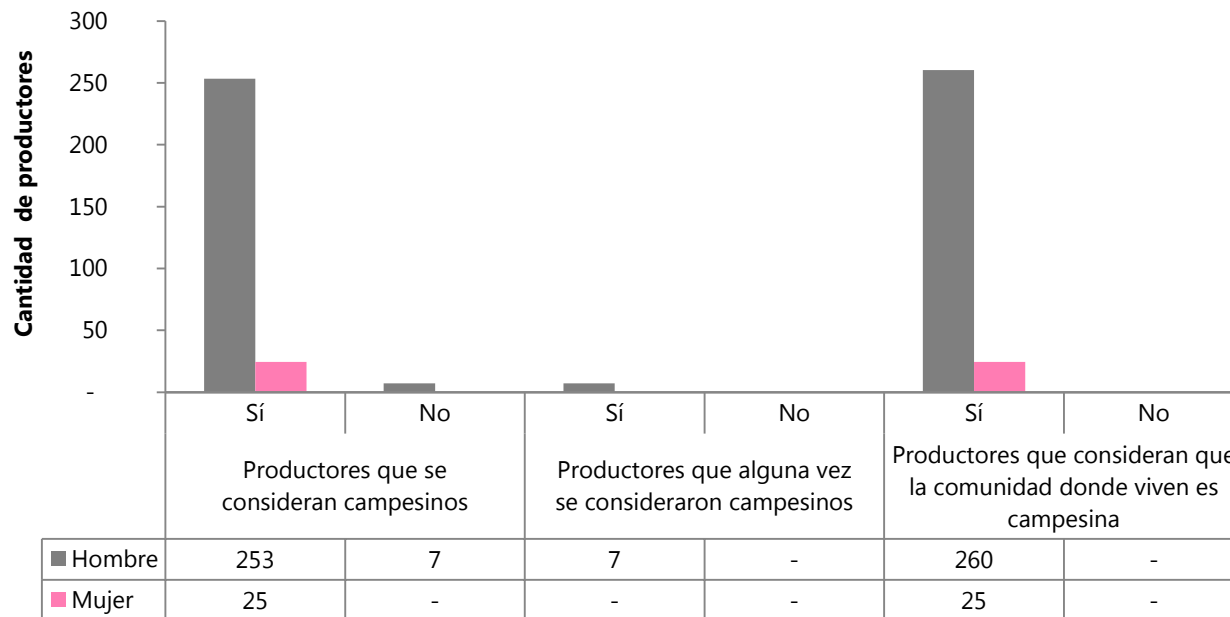 Cantidad de productores
300
250
200
150
100
50
-
Sí No Sí No Sí No
Productores que se
consideran campesinos
Productores que alguna vez
se consideraron campesinos
Productores que consideran que
la comunidad donde viven es
campesina
Hombre 253 7 7 - 260 -
Mujer 25 - - - 25 -